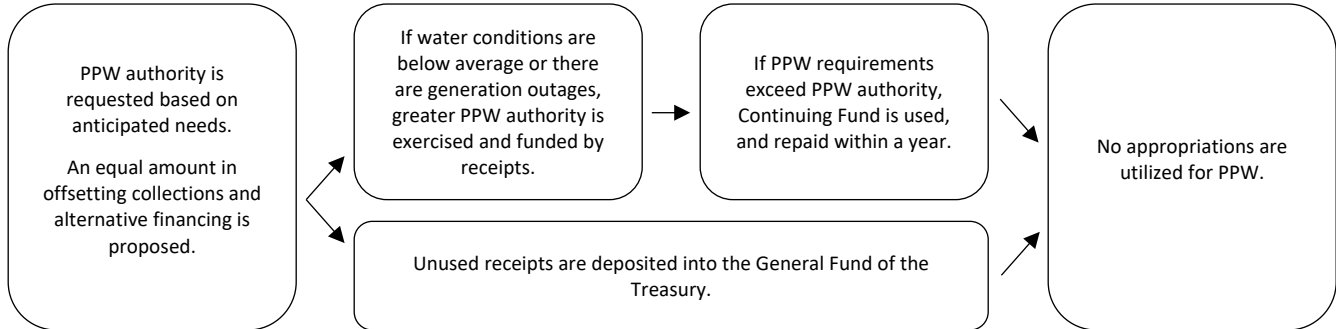 PPW authority is
requested based on
anticipated needs.
An equal amount in
offsetting collections and
alternative financing is
proposed.
If water conditions are
below average or there
are generation outages,
greater PPW authority is
exercised and funded by
receipts.
If PPW requirements
exceed PPW authority,
Continuing Fund is used,
and repaid within a year.
Unused receipts are deposited into the General Fund of the
Treasury.
No appropriations are
utilized for PPW.